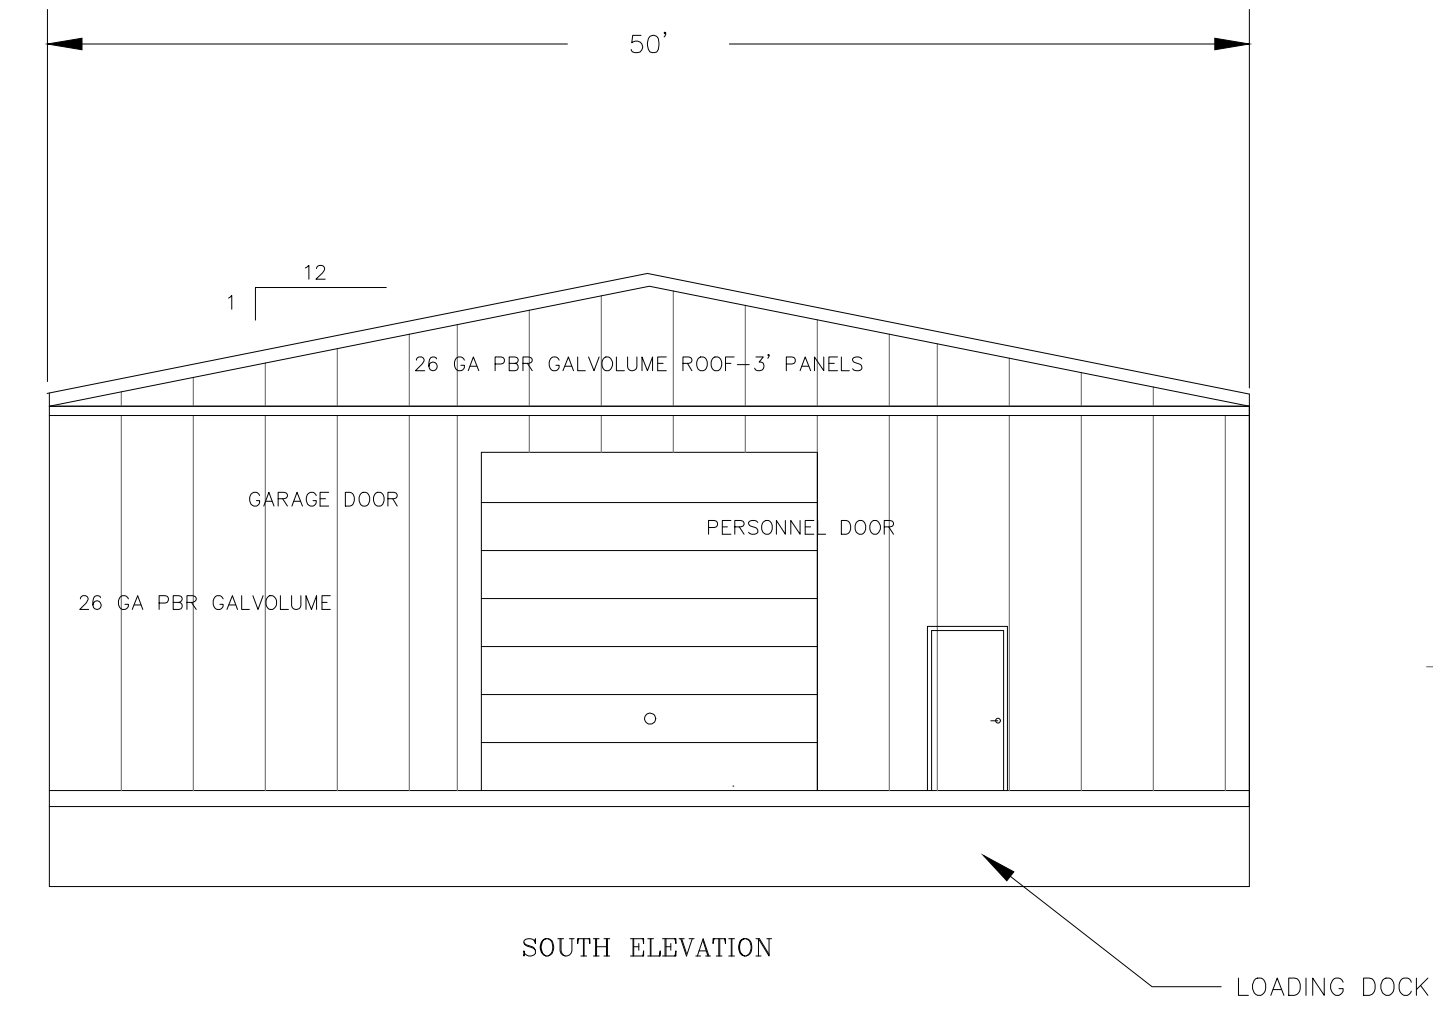 50'
12
1
26 GA PBR GALVOLUME ROOF-3' PANELS
GARAGE DOOR
PERSONNEL DOOR
26 GA PBR GALVOLUME
SOUTH ELEVATION
LOADING DOCK